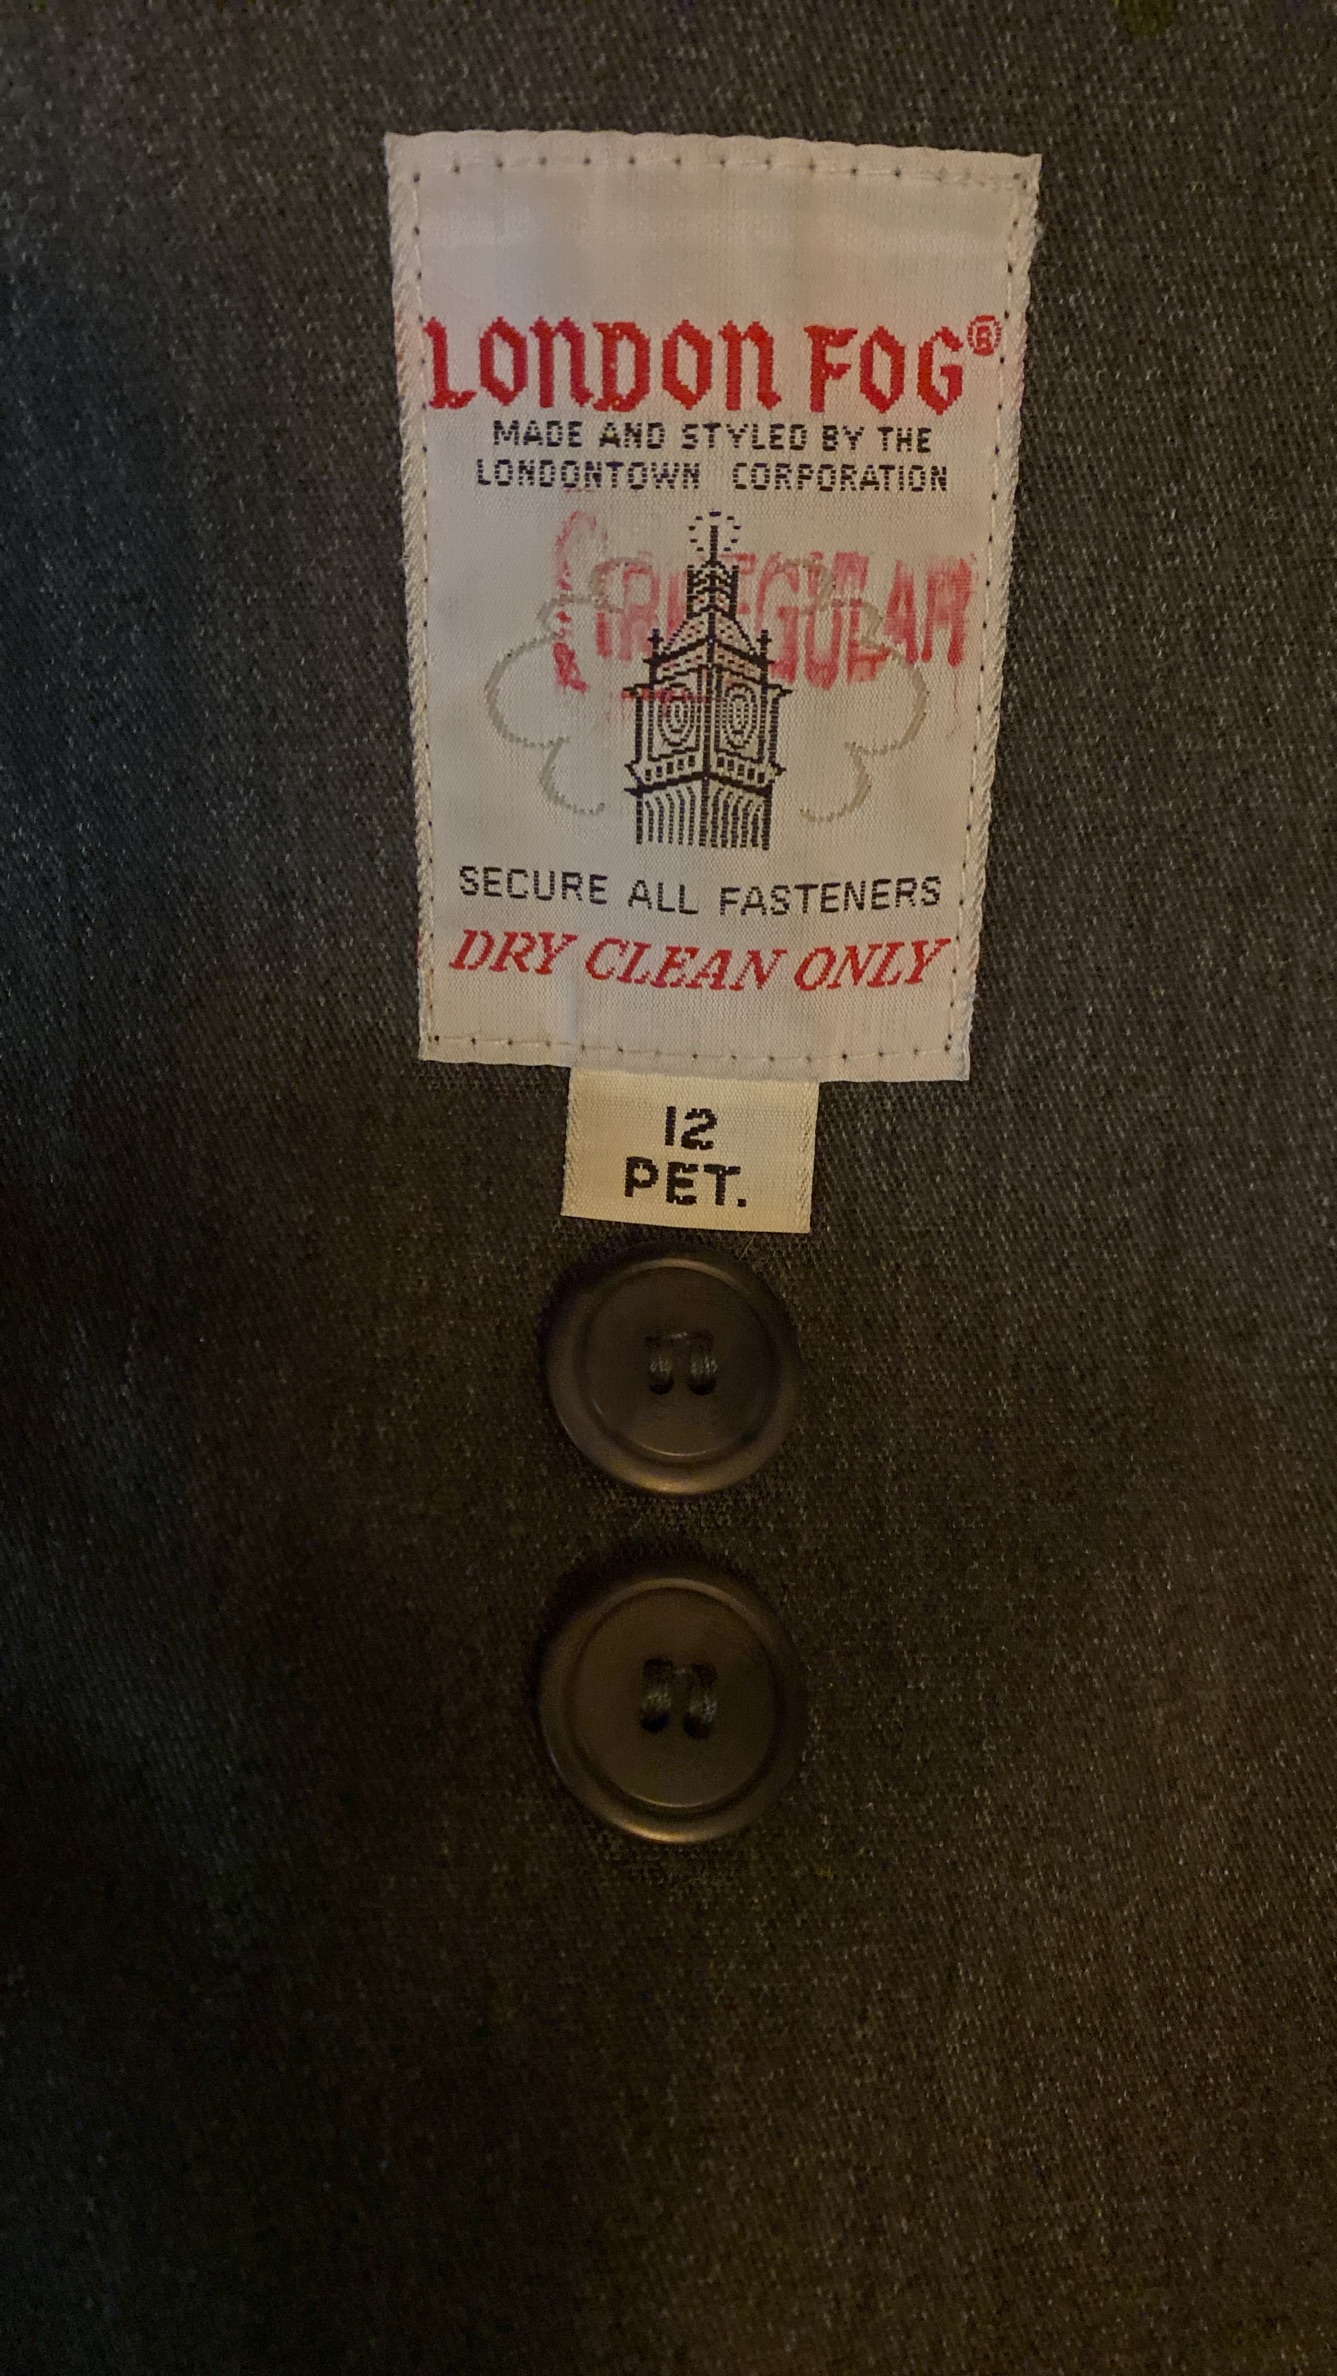 LONDON FOG®
MADE AND STYLED BY THE
LONDONTOWN CORPORATION
IRREGULAR
SECURE ALL FASTENERS
DRY CLEAN ONLY
12
PET.